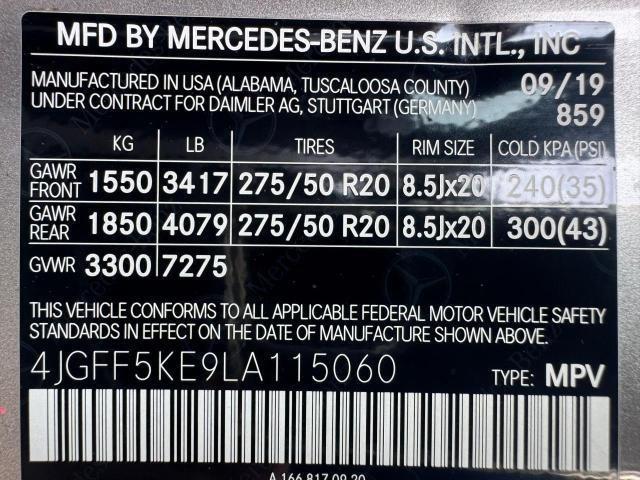 MFD BY MERCEDES-BENZ U.S. INTL., INC
MANUFACTURED IN USA (ALABAMA, TUSCALOOSA COUNTY) 09/19
UNDER CONTRACT FOR DAIMLER AG, STUTTGART (GERMANY) 859
KG LB TIRES RIM SIZE COLD KPA (PSI)
GAWR FRONT 1550 3417 275/50 R20 8.5Jx20 240(35)
GAWR REAR 1850 4079 275/50 R20 8.5Jx20 300(43)
GVWR 3300 7275
THIS VEHICLE CONFORMS TO ALL APPLICABLE FEDERAL MOTOR VEHICLE SAFETY
STANDARDS IN EFFECT ON THE DATE OF MANUFACTURE SHOWN ABOVE.
4JGFF5KE9LA115060 TYPE: MPV
A 166 817 09 20